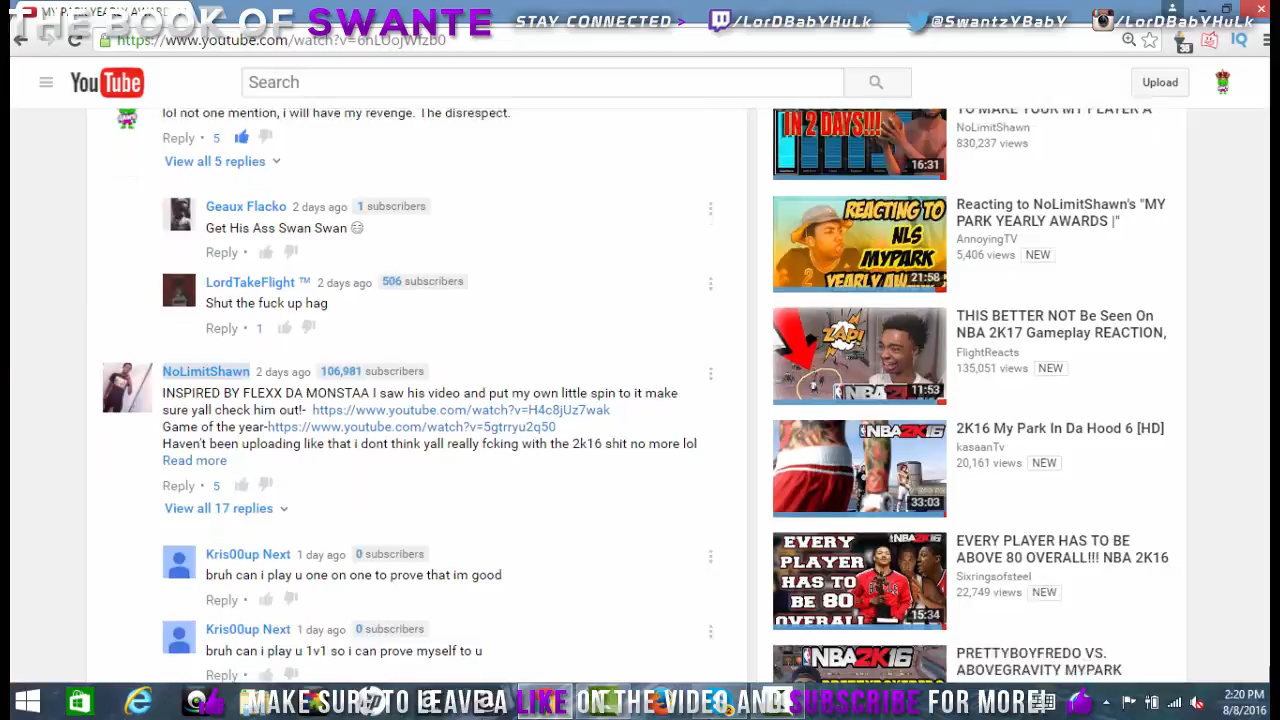 THE BOOK OF SWANTE
STAY CONNECTED > /LorDBabYHuLk @SwantzYBabY /LorDBabYHuLk
MY PARK YEARLY AWARD
https://www.youtube.com/watch?v=6hLUojWfzb0
38
IQ
YouTube
Search
Upload
lol not one mention, i will have my revenge. The disrespect.
Reply · 5
View all 5 replies
Geaux Flacko 2 days ago 1 subscribers
Get His Ass Swan Swan
Reply ·
LordTakeFlight ™ 2 days ago 506 subscribers
Shut the fuck up hag
Reply · 1
NoLimitShawn 2 days ago 106,981 subscribers
INSPIRED BY FLEXX DA MONSTAA I saw his video and put my own little spin to it make
sure yall check him out!- https://www.youtube.com/watch?v=H4c8jUz7wak
Game of the year-https://www.youtube.com/watch?v=5gtrryu2q50
Haven't been uploading like that i dont think yall really fcking with the 2k16 shit no more lol
Read more
Reply · 5
View all 17 replies
Kris00up Next 1 day ago 0 subscribers
bruh can i play u one on one to prove that im good
Reply ·
Kris00up Next 1 day ago 0 subscribers
bruh can i play u 1v1 so i can prove myself to u
Reply ·
IN 2 DAYS!!!
16:31
TO MAKE YOUR MY PLAYER A
NoLimitShawn
830,237 views
REACTING TO
NLS
MYPARK
YEARLY AW
21:58
Reacting to NoLimitShawn's "MY
PARK YEARLY AWARDS |"
AnnoyingTV
5,406 views NEW
ZAP!
NBA 2K
11:53
THIS BETTER NOT Be Seen On
NBA 2K17 Gameplay REACTION,
FlightReacts
135,051 views NEW
NBA2K16
33:03
2K16 My Park In Da Hood 6 [HD]
kasaanTv
20,161 views NEW
EVERY
PLAYER
HAS TO
BE 80
OVERALL
NBA2K16
15:34
EVERY PLAYER HAS TO BE
ABOVE 80 OVERALL!!! NBA 2K16
Sixringsofsteel
22,749 views NEW
NBA2K16
PRETTYBOYFREDO VS.
ABOVEGRAVITY MYPARK
MAKE SURE TO LEAVE A LIKE ON THE VIDEO AND SUBSCRIBE FOR MORE!
2:20 PM
8/8/2016